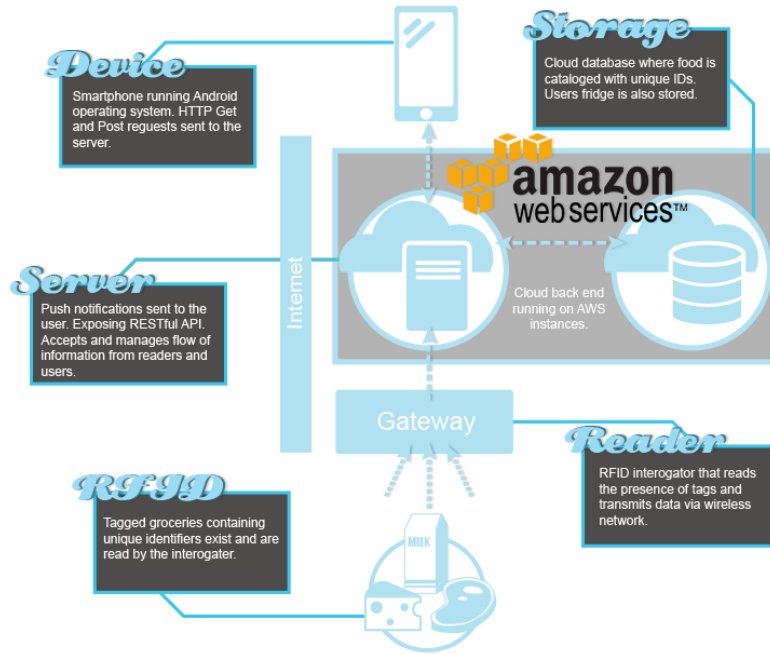 Device
Smartphone running Android
operating system. HTTP Get
and Post reguests sent to the
server.
Storage
Cloud database where food is
cataloged with unique IDs.
Users fridge is also stored.
amazon
web services™
Server
Push notifications sent to the
user. Exposing RESTful API.
Accepts and manages flow of
information from readers and
users.
Internet
Cloud back end
running on AWS
instances.
Gateway
Reader
RFID interogator that reads
the presence of tags and
transmits data via wireless
network.
RFID
Tagged groceries containing
unique identifiers exist and are
read by the interogater.
MILK